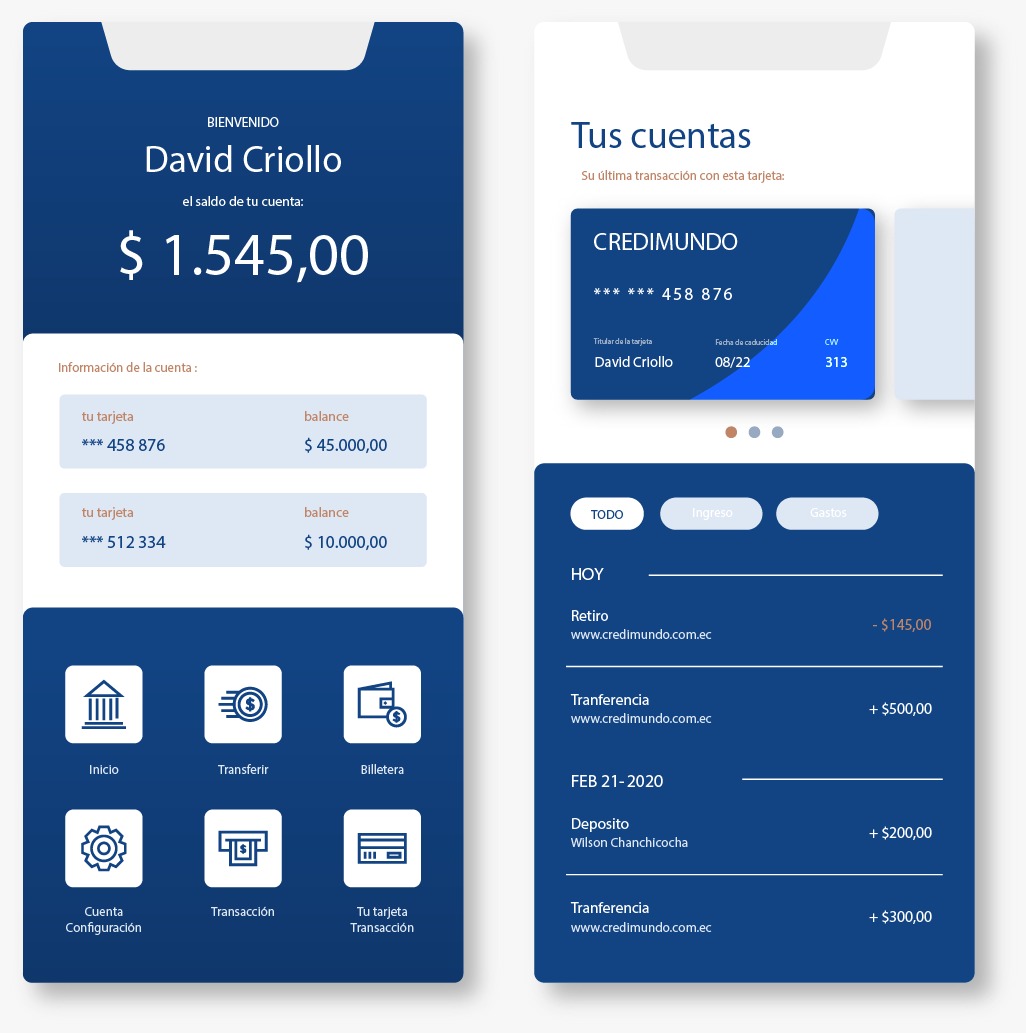 BIENVENIDO
David Criollo
el saldo de tu cuenta:
$ 1.545,00
Información de la cuenta :
tu tarjeta balance
*** 458 876 $ 45.000,00
tu tarjeta balance
*** 512 334 $ 10.000,00
Inicio Transferir Billetera
Cuenta Configuración
Transacción
Tu tarjeta Transacción
Tus cuentas
Su última transacción con esta tarjeta:
CREDIMUNDO
*** *** 458 876
Titular de la tarjeta Fecha de caducidad CVV
David Criollo 08/22 313
TODO Ingreso Gastos
HOY
Retiro
www.credimundo.com.ec
- $145,00
Tranferencia
www.credimundo.com.ec
+ $500,00
FEB 21-2020
Deposito
Wilson Chanchicocha
+ $200,00
Tranferencia
www.credimundo.com.ec
+ $300,00